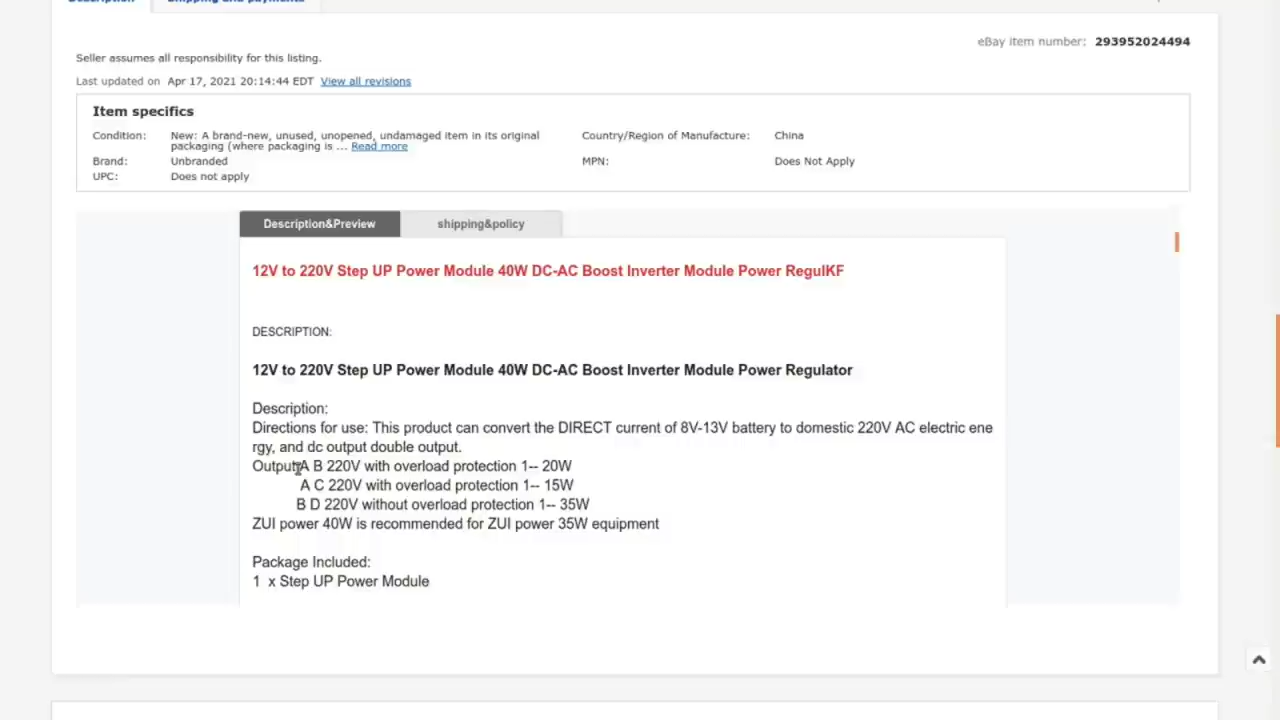 Description Shipping and payments
eBay item number: 293952024494
Seller assumes all responsibility for this listing.
Last updated on Apr 17, 2021 20:14:44 EDT View all revisions
Item specifics
Condition: New: A brand-new, unused, unopened, undamaged item in its original packaging (where packaging is ... Read more
Country/Region of Manufacture: China
Brand: Unbranded
MPN: Does Not Apply
UPC: Does not apply
Description&Preview shipping&policy
12V to 220V Step UP Power Module 40W DC-AC Boost Inverter Module Power RegulKF
DESCRIPTION:
12V to 220V Step UP Power Module 40W DC-AC Boost Inverter Module Power Regulator
Description:
Directions for use: This product can convert the DIRECT current of 8V-13V battery to domestic 220V AC electric ene
rgy, and dc output double output.
Output A B 220V with overload protection 1-- 20W
A C 220V with overload protection 1-- 15W
B D 220V without overload protection 1-- 35W
ZUI power 40W is recommended for ZUI power 35W equipment
Package Included:
1 x Step UP Power Module